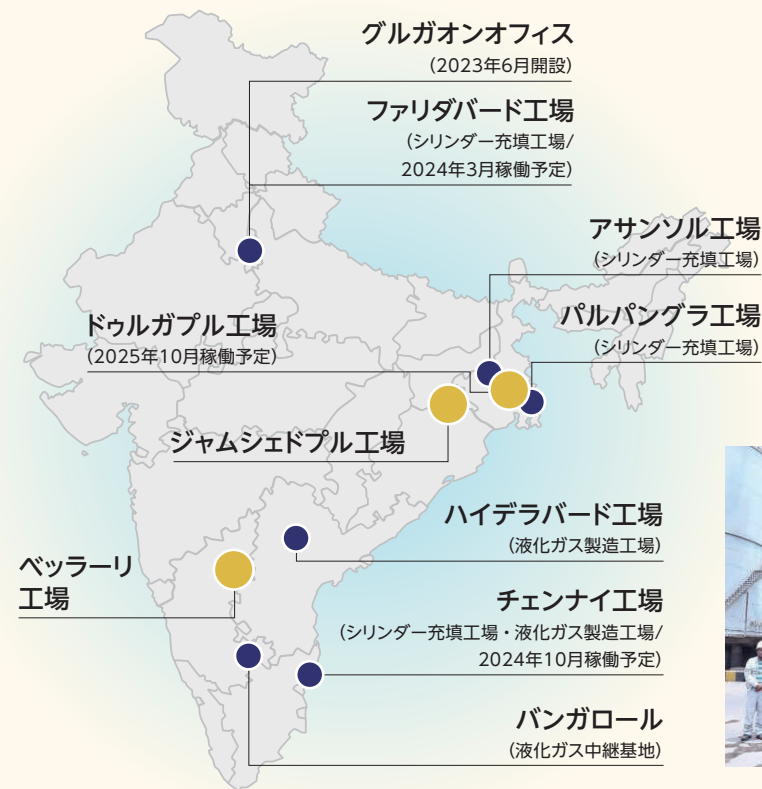 グルガオンオフィス
(2023年6月開設)
ファリダバード工場
(シリンダー充填工場/
2024年3月稼働予定)
アサンソル工場
(シリンダー充填工場)
ドゥルガプル工場
(2025年10月稼働予定)
パルパングラ工場
(シリンダー充填工場)
ジャムシェドプル工場
ハイデラバード工場
(液化ガス製造工場)
ベッラーリ
工場
チェンナイ工場
(シリンダー充填工場・液化ガス製造工場/
2024年10月稼働予定)
バンガロール
(液化ガス中継基地)